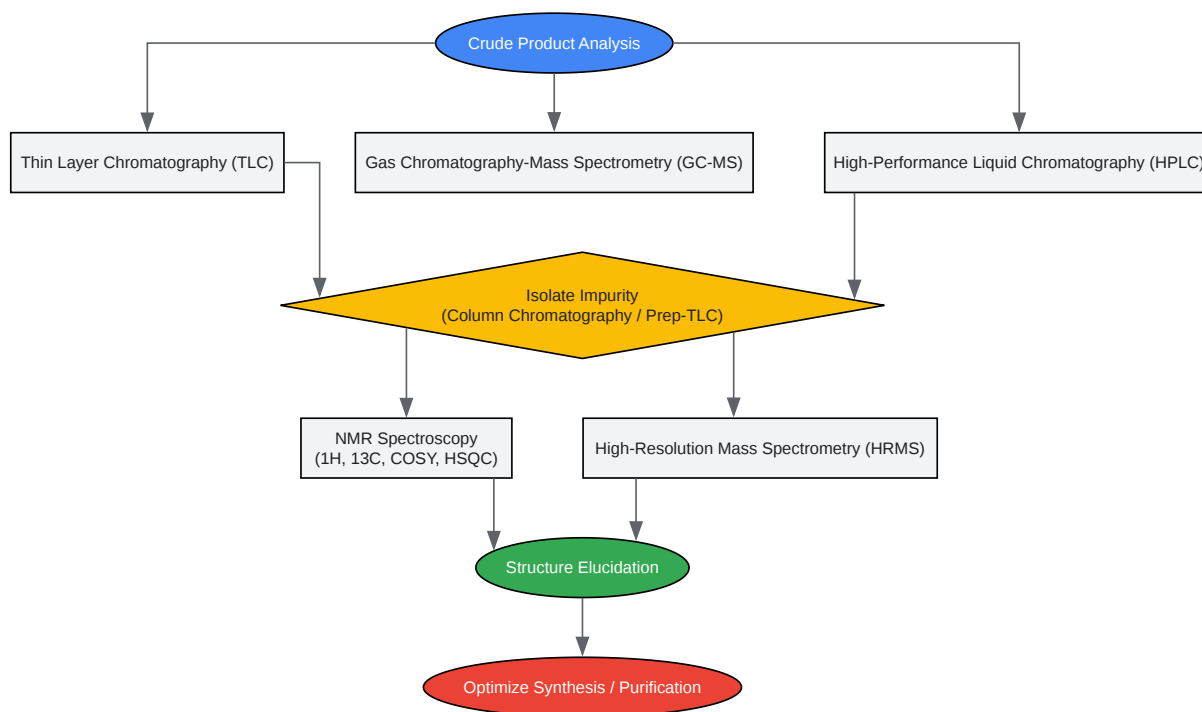 Crude Product Analysis
Thin Layer Chromatography (TLC)
Gas Chromatography-Mass Spectrometry (GC-MS)
High-Performance Liquid Chromatography (HPLC)
Isolate Impurity
(Column Chromatography / Prep-TLC)
NMR Spectroscopy
(1H, 13C, COSY, HSQC)
High-Resolution Mass Spectrometry (HRMS)
Structure Elucidation
Optimize Synthesis / Purification